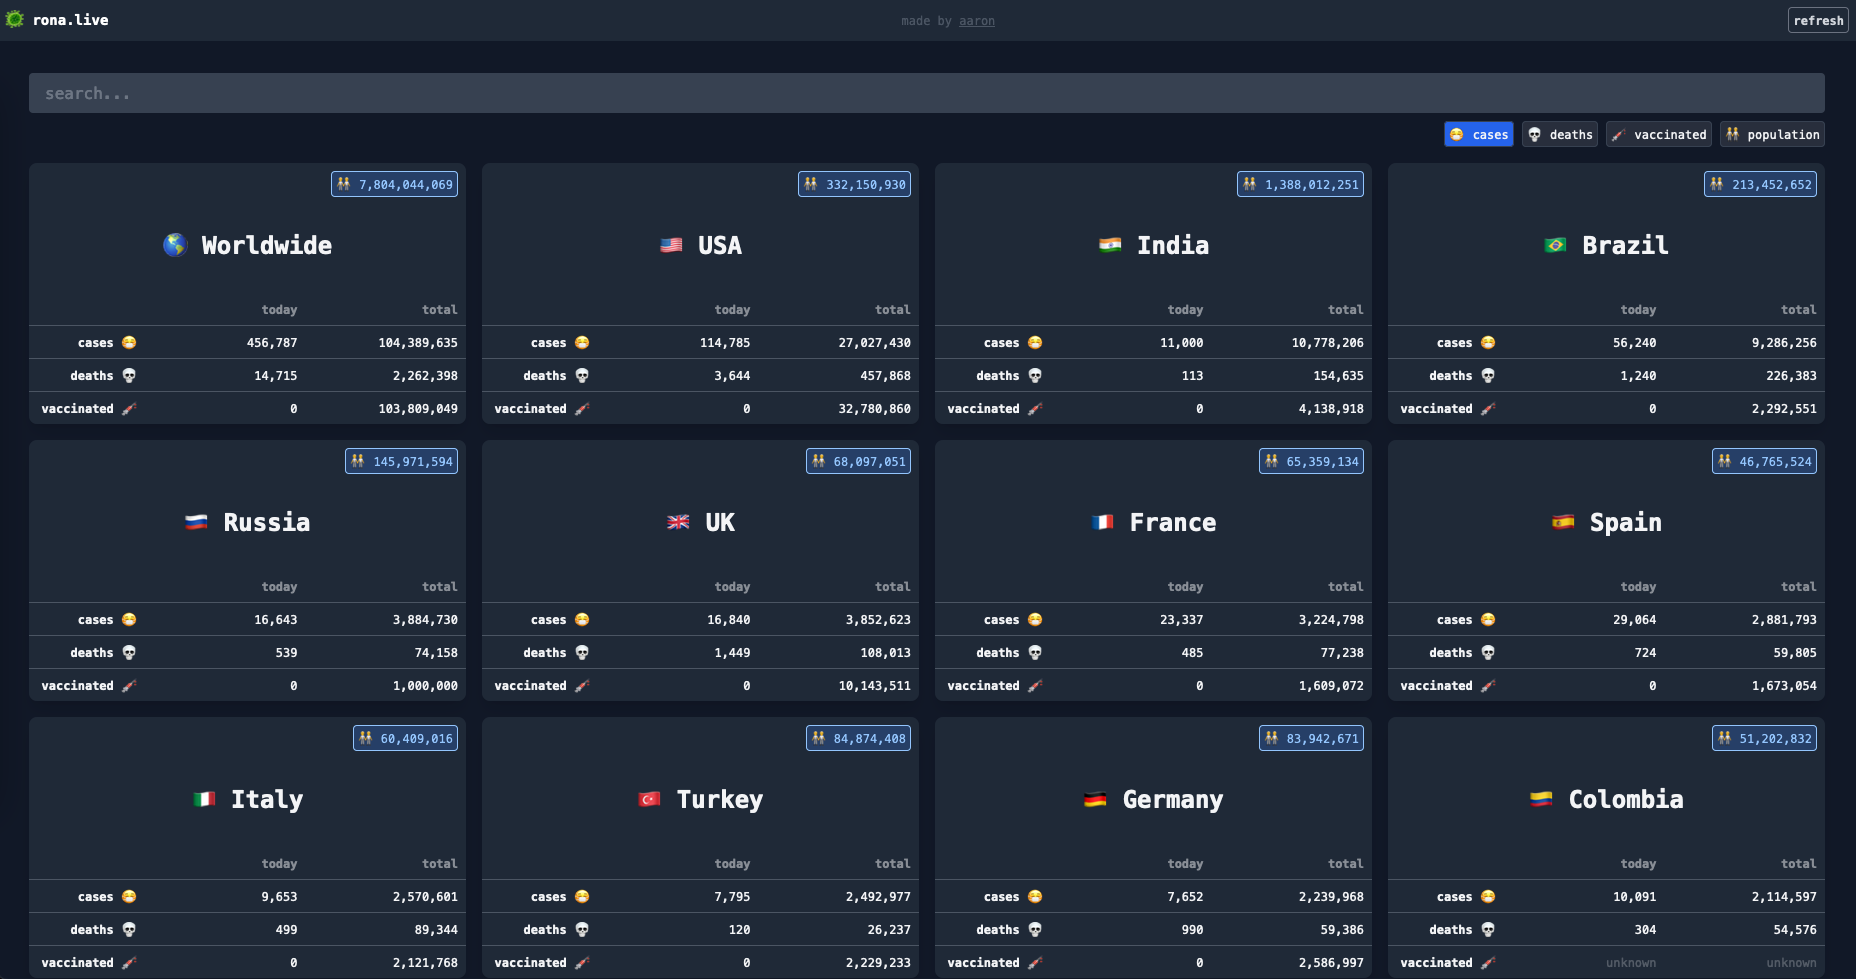 rona.live
made by aaron
refresh
search...
cases
deaths
vaccinated
population
7,804,044,069
Worldwide
today total
cases 456,787 104,389,635
deaths 14,715 2,262,398
vaccinated 0 103,809,049
332,150,930
USA
today total
cases 114,785 27,027,430
deaths 3,644 457,868
vaccinated 0 32,780,860
1,388,012,251
India
today total
cases 11,000 10,778,206
deaths 113 154,635
vaccinated 0 4,138,918
213,452,652
Brazil
today total
cases 56,240 9,286,256
deaths 1,240 226,383
vaccinated 0 2,292,551
145,971,594
Russia
today total
cases 16,643 3,884,730
deaths 539 74,158
vaccinated 0 1,000,000
68,097,051
UK
today total
cases 16,840 3,852,623
deaths 1,449 108,013
vaccinated 0 10,143,511
65,359,134
France
today total
cases 23,337 3,224,798
deaths 485 77,238
vaccinated 0 1,609,072
46,765,524
Spain
today total
cases 29,064 2,881,793
deaths 724 59,805
vaccinated 0 1,673,054
60,409,016
Italy
today total
cases 9,653 2,570,601
deaths 499 89,344
vaccinated 0 2,121,768
84,874,408
Turkey
today total
cases 7,795 2,492,977
deaths 120 26,237
vaccinated 0 2,229,233
83,942,671
Germany
today total
cases 7,652 2,239,968
deaths 990 59,386
vaccinated 0 2,586,997
51,202,832
Colombia
today total
cases 10,091 2,114,597
deaths 304 54,576
vaccinated unknown unknown